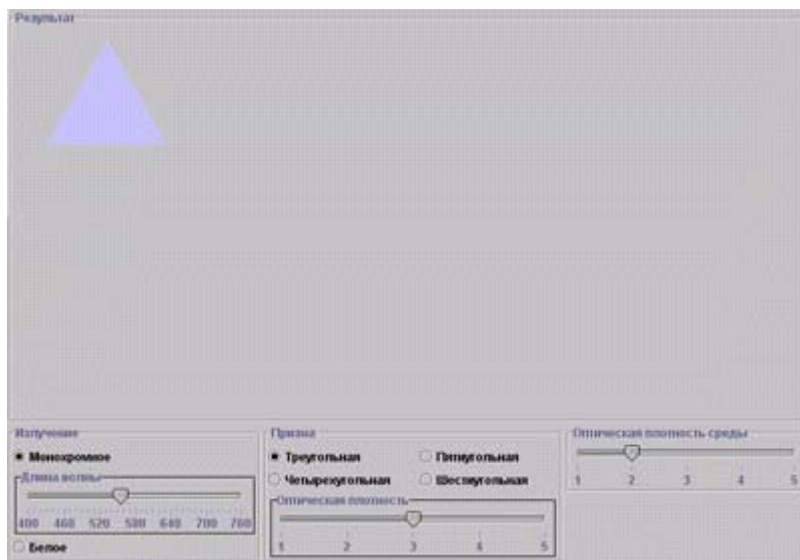 Результат
Излучение
Монохромное
Длина волны
400 460 520 580 640 700 760
Белое
Призма
Треугольная Пятиугольная
Четырехугольная Шестиугольная
Оптическая плотность
1 2 3 4 5
Оптическая плотность среды
1 2 3 4 5